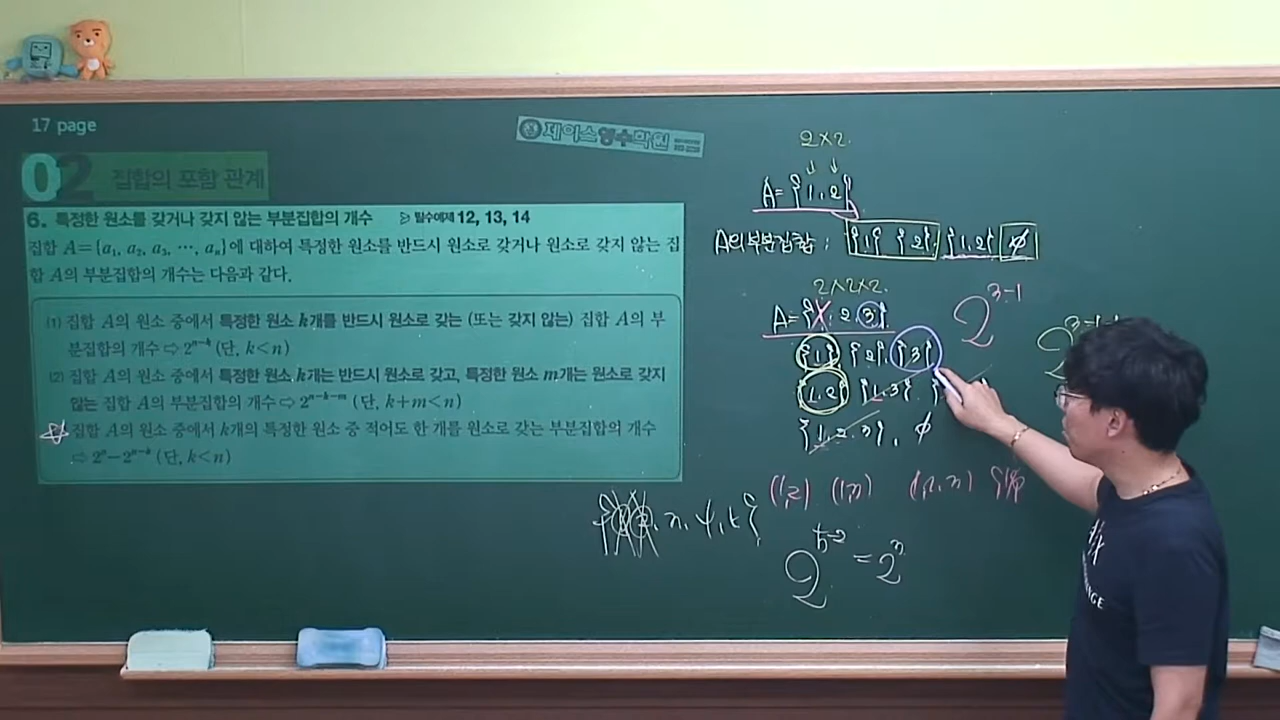 17 page
제이스영수학원
02 집합의 포함 관계
6. 특정한 원소를 갖거나 갖지 않는 부분집합의 개수 ▷ 필수예제 12, 13, 14
집합 A={a₁, a₂, a₃, ⋯, aₙ}에 대하여 특정한 원소를 반드시 원소로 갖거나 원소로 갖지 않는 집
합 A의 부분집합의 개수는 다음과 같다.
(1) 집합 A의 원소 중에서 특정한 원소 k개를 반드시 원소로 갖는 (또는 갖지 않는) 집합 A의 부
분집합의 개수 ⇨ 2ⁿ⁻ᵏ (단, k<n)
(2) 집합 A의 원소 중에서 특정한 원소 k개는 반드시 원소로 갖고, 특정한 원소 m개는 원소로 갖지
않는 집합 A의 부분집합의 개수 ⇨ 2ⁿ⁻ᵏ⁻ᵐ (단, k+m<n)
집합 A의 원소 중에서 k개의 특정한 원소 중 적어도 한 개를 원소로 갖는 부분집합의 개수
⇨ 2ⁿ-2ⁿ⁻ᵏ (단, k<n)
2×2.
A={1, 2}
A의 부분집합 : {1} {2}, {1,2} ∅
2×2×2.
A={1, 2, 3}
{1} {2}, {3}
{1,2} {1,3},
{1,2,3}, ∅
2³⁻¹
2⁵⁻² = 2³